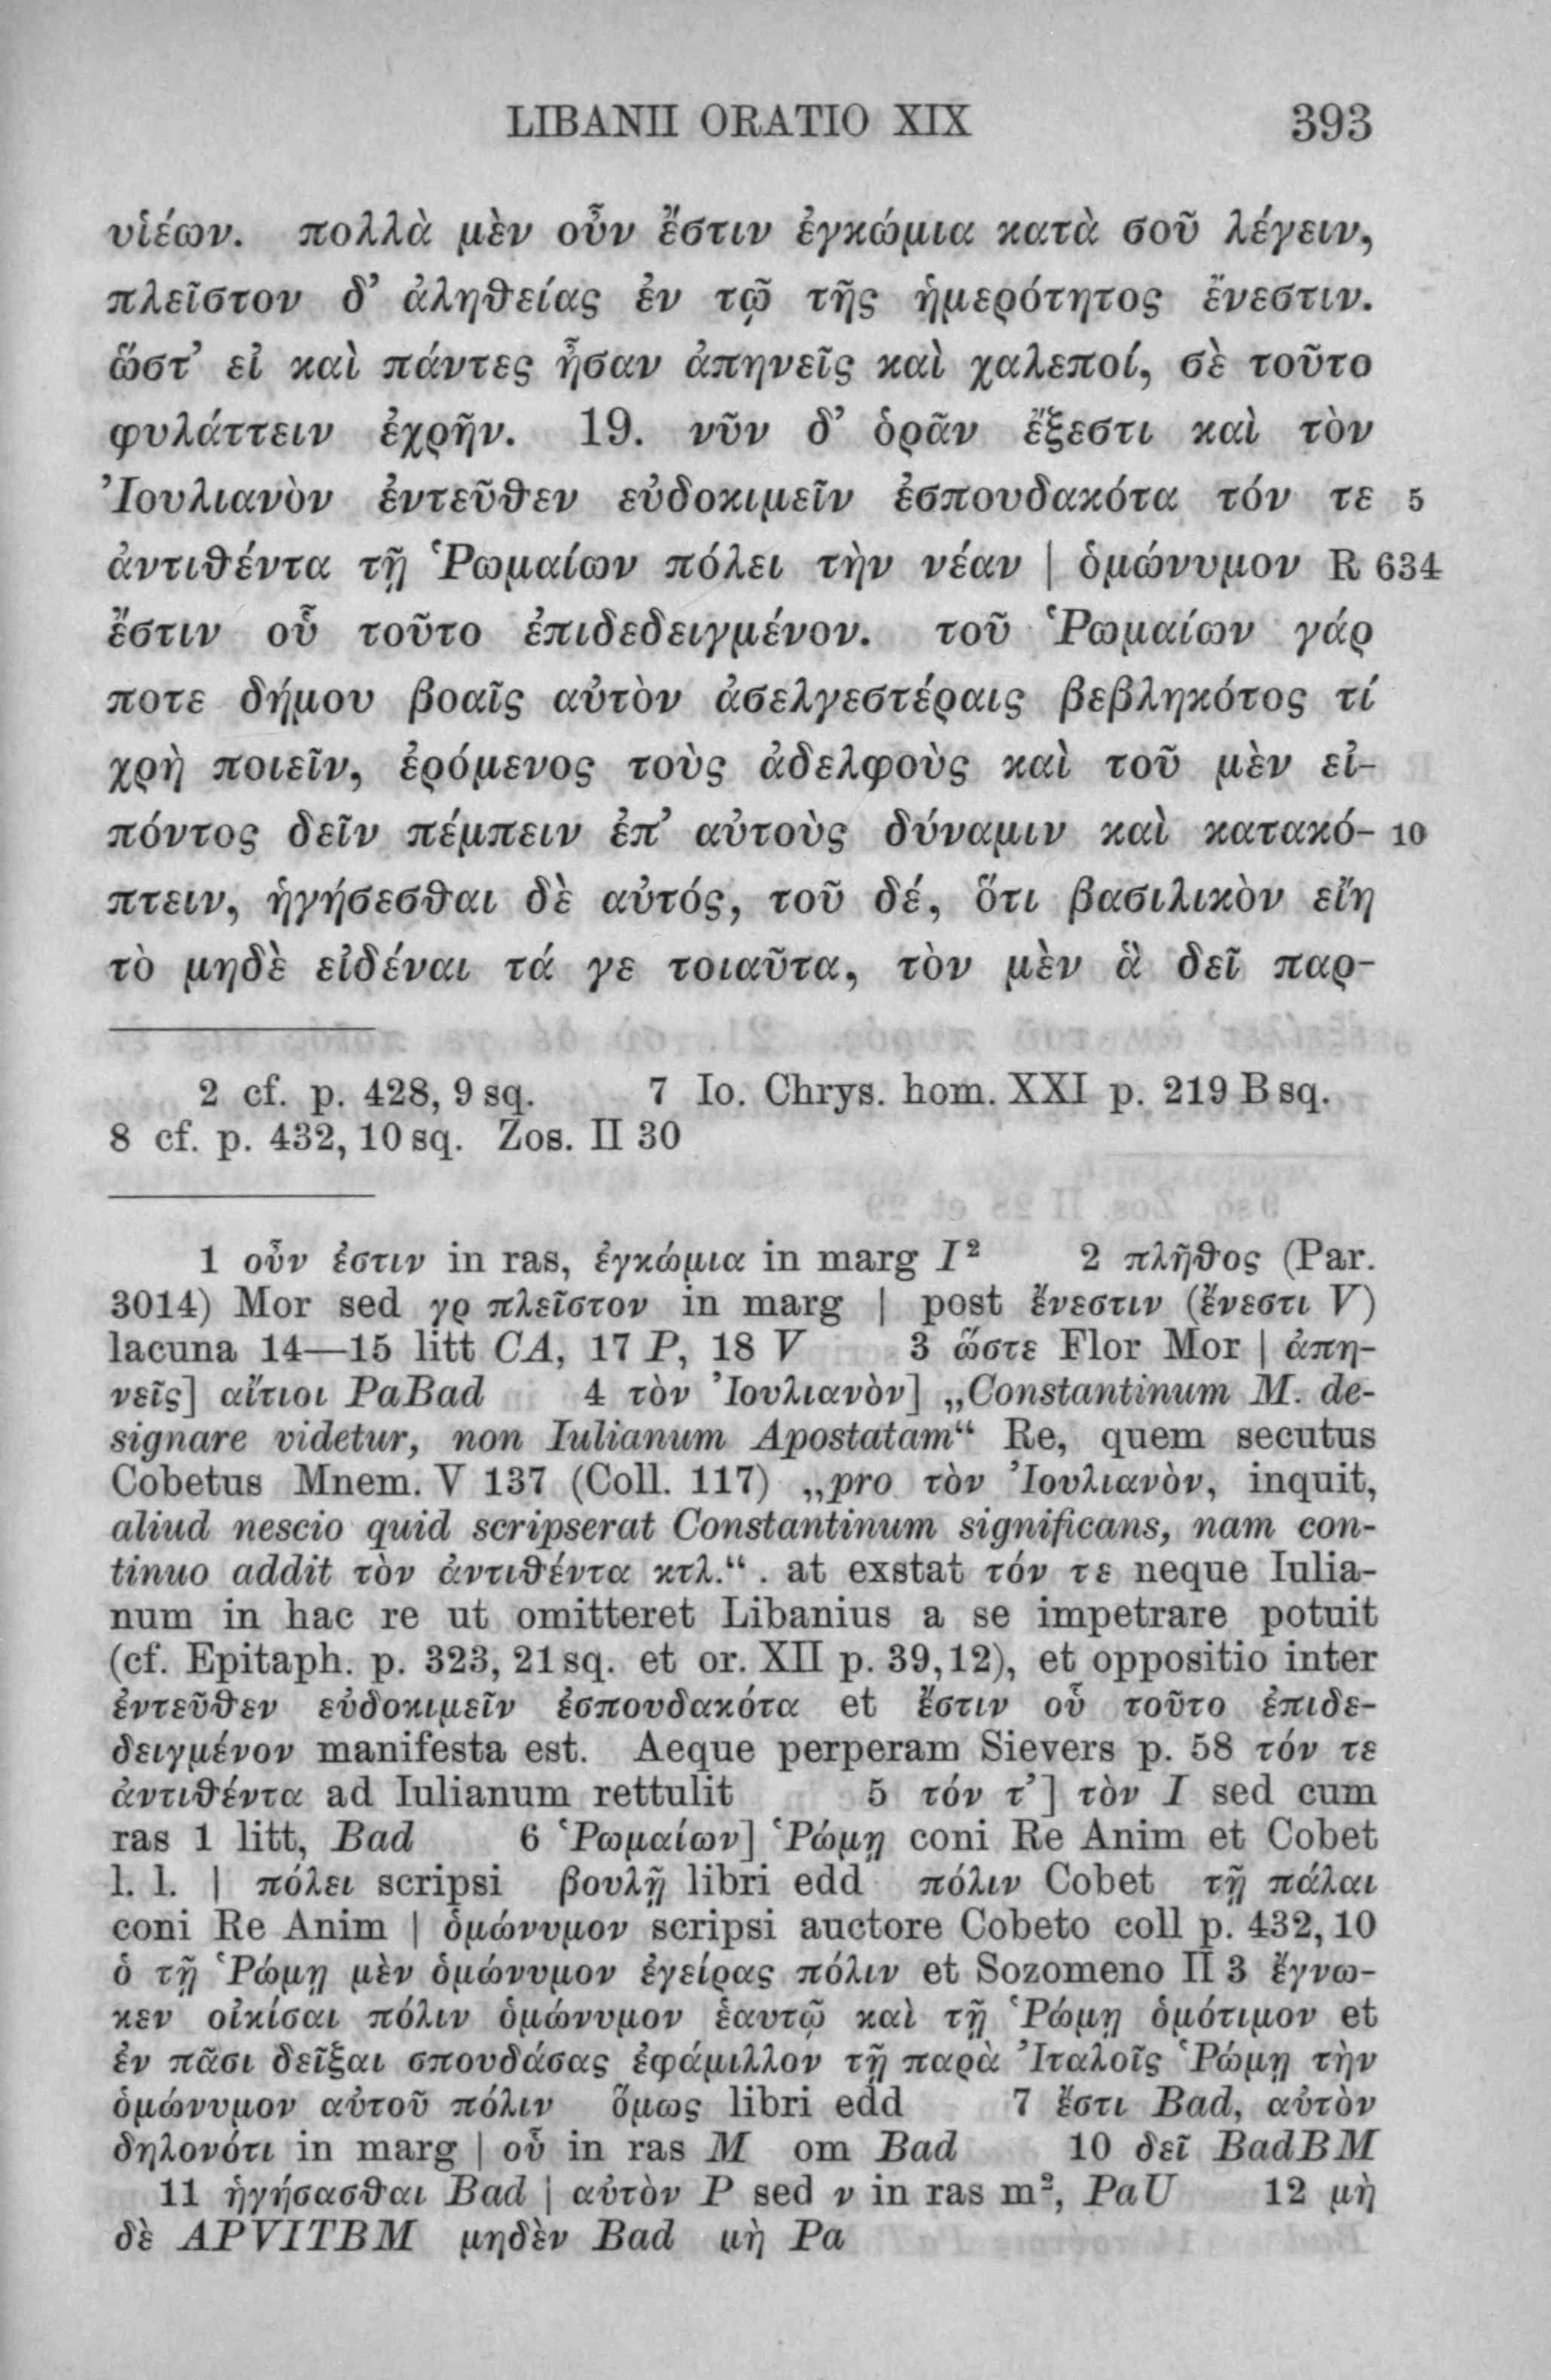 LIBANII ORATIO XIX 393
υἱέων. πολλὰ μὲν οὖν ἔστιν ἐγκώμια κατὰ σοῦ λέγειν,
πλεῖστον δ’ ἀληθείας ἐν τῷ τῆς ἡμερότητος ἔνεστιν.
ὥστ’ εἰ καὶ πάντες ἦσαν ἀπηνεῖς καὶ χαλεποί, σὲ τοῦτο
φυλάττειν ἐχρῆν. 19. νῦν δ’ ὁρᾶν ἔξεστι καὶ τὸν
Ἰουλιανὸν ἐντεῦθεν εὐδοκιμεῖν ἐσπουδακότα τόν τε 5
ἀντιθέντα τῇ Ῥωμαίων πόλει τὴν νέαν | ὁμώνυμον R 634
ἔστιν οὗ τοῦτο ἐπιδεδειγμένον. τοῦ Ῥωμαίων γάρ
ποτε δήμου βοαῖς αὐτὸν ἀσελγεστέραις βεβληκότος τί
χρὴ ποιεῖν, ἐρόμενος τοὺς ἀδελφοὺς καὶ τοῦ μὲν εἰ-
πόντος δεῖν πέμπειν ἐπ’ αὐτοὺς δύναμιν καὶ κατακό- 10
πτειν, ἡγήσεσθαι δὲ αὐτός, τοῦ δέ, ὅτι βασιλικὸν εἴη
τὸ μηδὲ εἰδέναι τά γε τοιαῦτα, τὸν μὲν ἃ δεῖ παρ-
2 cf. p. 428, 9 sq. 7 Io. Chrys. hom. XXI p. 219 B sq.
8 cf. p. 432, 10 sq. Zos. II 30
1 οὖν ἐστιν in ras, ἐγκώμια in marg I² 2 πλῆθος (Par.
3014) Mor sed γρ πλεῖστον in marg | post ἔνεστιν (ἔνεστι V)
lacuna 14—15 litt CA, 17 P, 18 V 3 ὥστε Flor Mor | ἀπη-
νεῖς] αἴτιοι PaBad 4 τὸν Ἰουλιανὸν] „Constantinum M. de-
signare videtur, non Iulianum Apostatam“ Re, quem secutus
Cobetus Mnem. V 137 (Coll. 117) „pro τὸν Ἰουλιανὸν, inquit,
aliud nescio quid scripserat Constantinum significans, nam con-
tinuo addit τὸν ἀντιθέντα κτλ.“. at exstat τόν τε neque Iulia-
num in hac re ut omitteret Libanius a se impetrare potuit
(cf. Epitaph. p. 323, 21 sq. et or. XII p. 39, 12), et oppositio inter
ἐντεῦθεν εὐδοκιμεῖν ἐσπουδακότα et ἔστιν οὗ τοῦτο ἐπιδε-
δειγμένον manifesta est. Aeque perperam Sievers p. 58 τόν τε
ἀντιθέντα ad Iulianum rettulit 5 τόν τ’] τὸν I sed cum
ras 1 litt, Bad 6 Ῥωμαίων] Ῥώμῃ coni Re Anim et Cobet
l. l. | πόλει scripsi βουλῇ libri edd πόλιν Cobet τῇ πάλαι
coni Re Anim | ὁμώνυμον scripsi auctore Cobeto coll p. 432, 10
ὁ τῇ Ῥώμῃ μὲν ὁμώνυμον ἐγείρας πόλιν et Sozomeno II 3 ἔγνω-
κεν οἰκίσαι πόλιν ὁμώνυμον ἑαυτῷ καὶ τῇ Ῥώμῃ ὁμότιμον et
ἐν πᾶσι δεῖξαι σπουδάσας ἐφάμιλλον τῇ παρὰ Ἰταλοῖς Ῥώμῃ τὴν
ὁμώνυμον αὐτοῦ πόλιν ὅμως libri edd 7 ἔστι Bad, αὐτὸν
δηλονότι in marg | οὗ in ras M om Bad 10 δεῖ BadBM
11 ἡγήσασθαι Bad | αὐτὸν P sed ν in ras m², PaU 12 μὴ
δὲ APVITBM μηδὲν Bad μὴ Pa